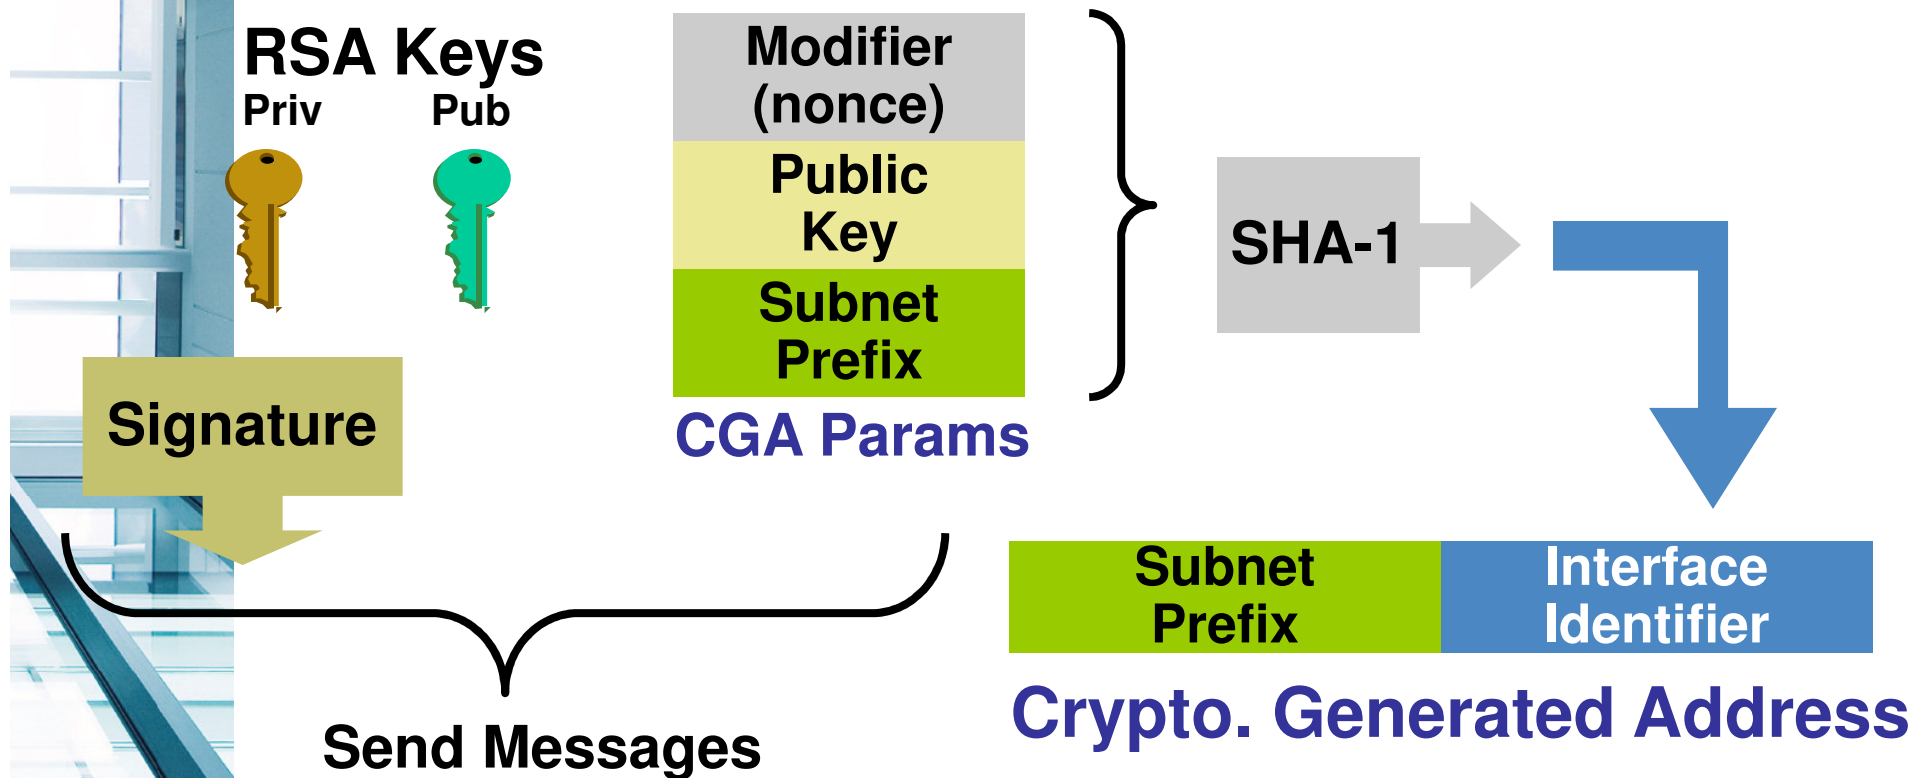 RSA Keys
Priv Pub
Modifier
(nonce)
Public
Key
Subnet
Prefix
CGA Params
SHA-1
Signature
Subnet
Prefix
Interface
Identifier
Crypto. Generated Address
Send Messages